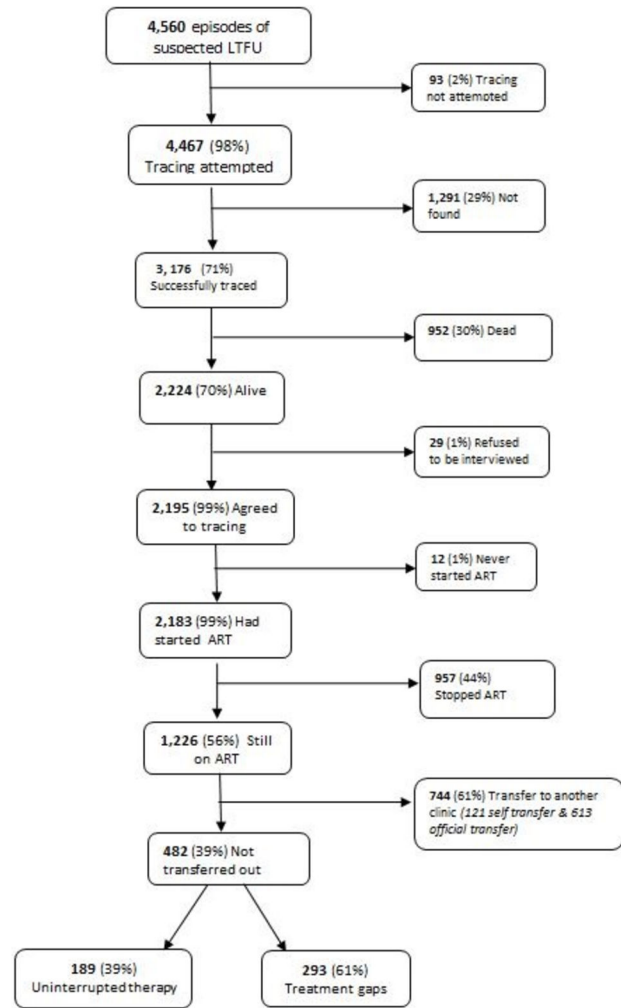 4,560 episodes of
suspected LTFU
93 (2%) Tracing
not attempted
4,467 (98%)
Tracing attempted
1,291 (29%) Not
found
3, 176 (71%)
Successfully traced
952 (30%) Dead
2,224 (70%) Alive
29 (1%) Refused
to be interviewed
2,195 (99%) Agreed
to tracing
12 (1%) Never
started ART
2,183 (99%) Had
started ART
957 (44%)
Stopped ART
1,226 (56%) Still
on ART
744 (61%) Transfer to another
clinic (121 self transfer & 613
official transfer)
482 (39%) Not
transferred out
189 (39%)
Uninterrupted therapy
293 (61%)
Treatment gaps